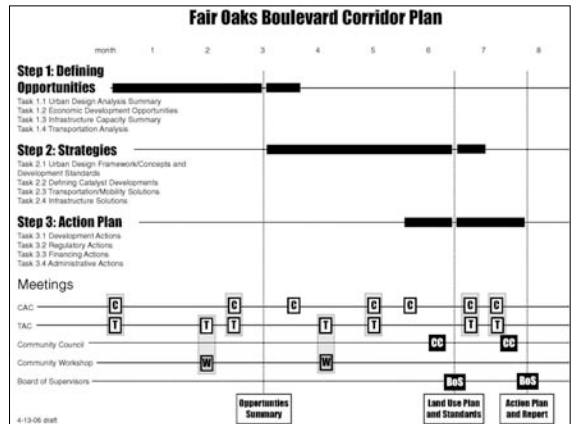 Fair Oaks Boulevard Corridor Plan
month 1 2 3 4 5 6 7 8
Step 1: Defining
Opportunities
Task 1.1 Urban Design Analysis Summary
Task 1.2 Economic Development Opportunities
Task 1.3 Infrastructure Capacity Summary
Task 1.4 Transportation Analysis
Step 2: Strategies
Task 2.1 Urban Design Framework/Concepts and
Development Standards
Task 2.2 Defining Catalyst Developments
Task 2.3 Transportation/Mobility Solutions
Task 2.4 Infrastructure Solutions
Step 3: Action Plan
Task 3.1 Development Actions
Task 3.2 Regulatory Actions
Task 3.3 Financing Actions
Task 3.4 Administrative Actions
Meetings
CAC C C C C C C C
TAC T T T T T T T
Community Council CC CC
Community Workshop W W
Board of Supervisors BoS BoS
Opportunties
Summary
Land Use Plan
and Standards
Action Plan
and Report
4-13-06 draft